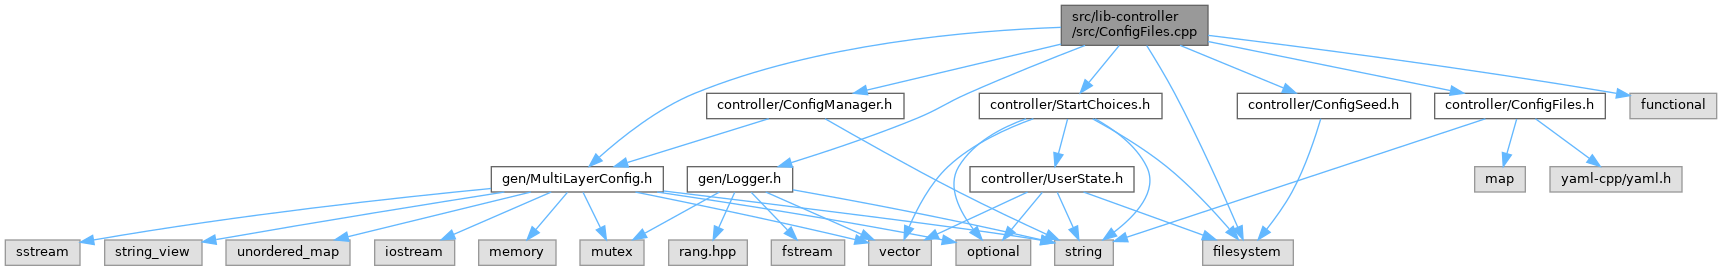 src/lib-controller
/src/ConfigFiles.cpp
controller/ConfigManager.h
controller/StartChoices.h
controller/ConfigSeed.h
controller/ConfigFiles.h
functional
gen/MultiLayerConfig.h
gen/Logger.h
controller/UserState.h
map
yaml-cpp/yaml.h
sstream
string_view
unordered_map
iostream
memory
mutex
rang.hpp
fstream
vector
optional
string
filesystem